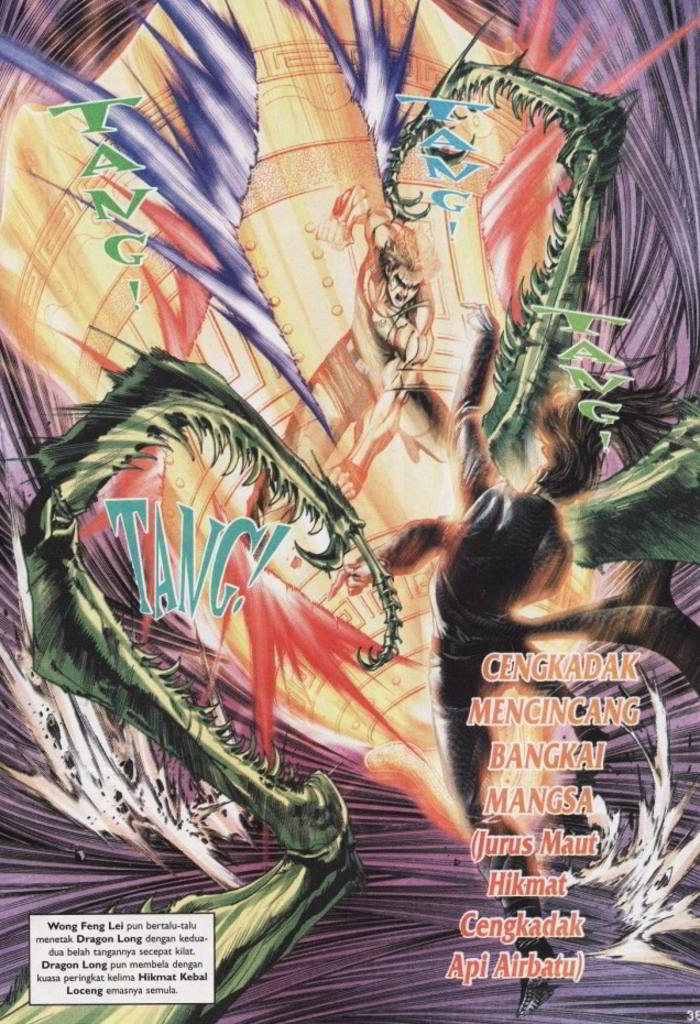 TANG!
TANG!
TANG!
TANG!
CENGKADAK
MENCINCANG
BANGKAI
MANGSA
(Jurus Maut
Hikmat
Cengkadak
Api Airbatu)
Wong Feng Lei pun bertalu-talu
menetak Dragon Long dengan kedua-
dua belah tangannya secepat kilat.
Dragon Long pun membela dengan
kuasa peringkat kelima Hikmat Kebal
Loceng emasnya semula.